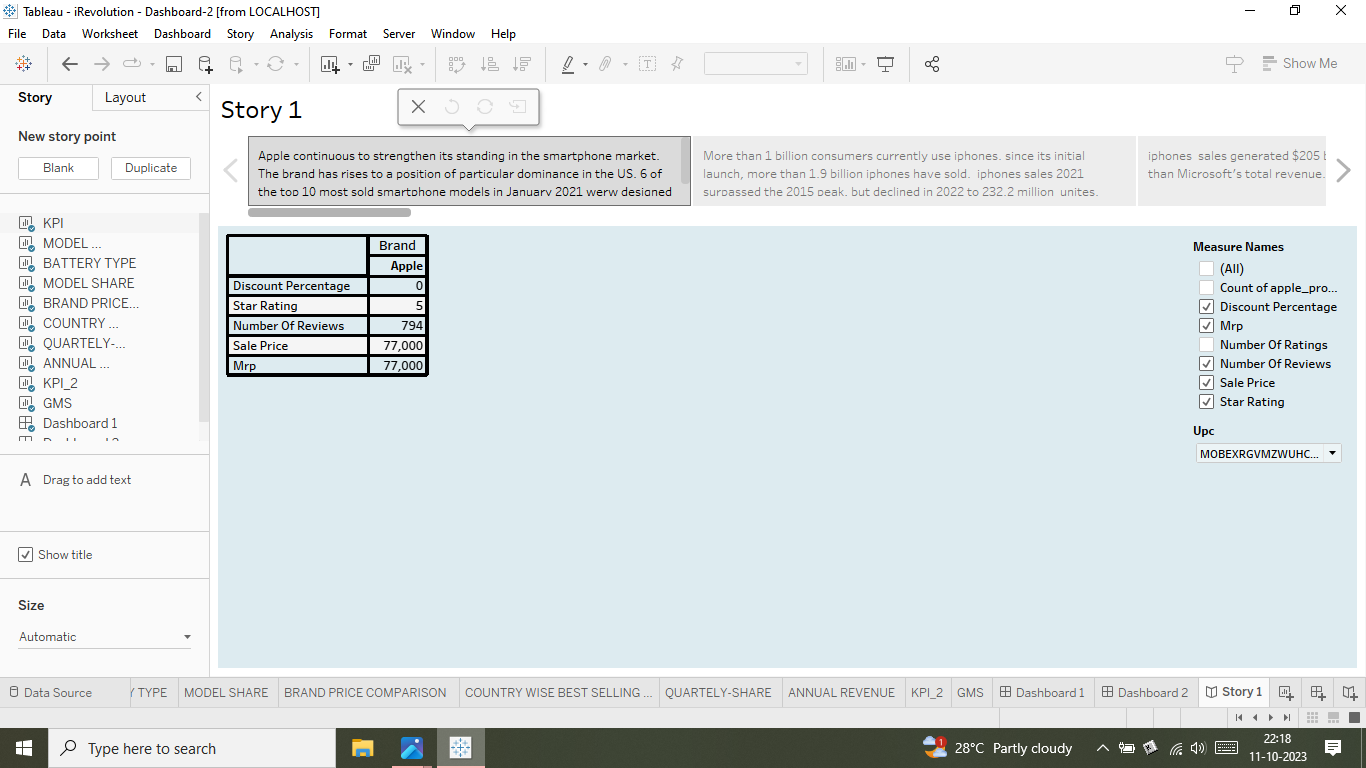 Tableau - iRevolution - Dashboard-2 [from LOCALHOST]
File Data Worksheet Dashboard Story Analysis Format Server Window Help
Show Me
Story Layout
New story point
Blank Duplicate
KPI
MODEL ...
BATTERY TYPE
MODEL SHARE
BRAND PRICE...
COUNTRY ...
QUARTELY-...
ANNUAL ...
KPI_2
GMS
Dashboard 1
A Drag to add text
Show title
Size
Automatic
Story 1
Apple continuous to strengthen its standing in the smartphone market.
The brand has rises to a position of particular dominance in the US. 6 of
the top 10 most sold smartphone models in January 2021 werw designed
More than 1 billion consumers currently use iphones. since its initial
launch, more than 1.9 billion iphones have sold. iphones sales 2021
surpassed the 2015 peak. but declined in 2022 to 232.2 million unites.
iphones sales generated $205
than Microsoft's total revenue.
Brand
Apple
Discount Percentage 0
Star Rating 5
Number Of Reviews 794
Sale Price 77,000
Mrp 77,000
Measure Names
(All)
Count of apple_pro...
Discount Percentage
Mrp
Number Of Ratings
Number Of Reviews
Sale Price
Star Rating
Upc
MOBEXRGVMZWUHC...
Data Source TYPE MODEL SHARE BRAND PRICE COMPARISON COUNTRY WISE BEST SELLING ... QUARTELY-SHARE ANNUAL REVENUE KPI_2 GMS Dashboard 1 Dashboard 2 Story 1
Type here to search
1 28°C Partly cloudy
22:18
11-10-2023